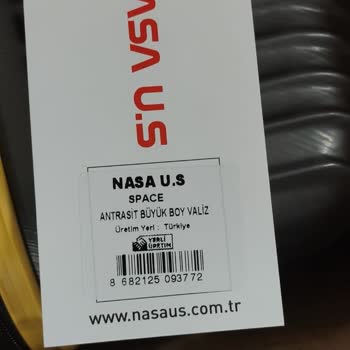 NASA U.S
NASA U.S
SPACE
ANTRASİT BÜYÜK BOY VALİZ
Üretim Yeri : Türkiye
YERLİ
ÜRETİM
8 682125 093772
www.nasaus.com.tr